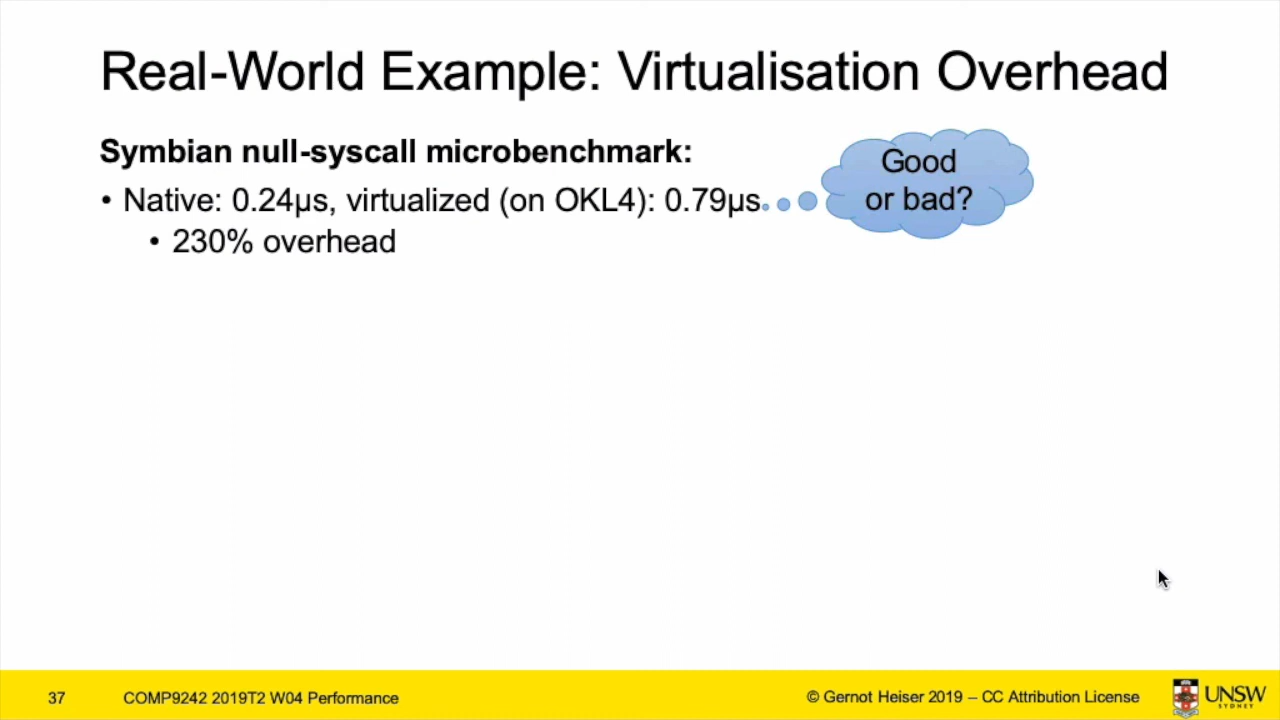 Real-World Example: Virtualisation Overhead
Symbian null-syscall microbenchmark:
• Native: 0.24µs, virtualized (on OKL4): 0.79µs
• 230% overhead
Good
or bad?
37
COMP9242 2019T2 W04 Performance
© Gernot Heiser 2019 – CC Attribution License
UNSW
SYDNEY